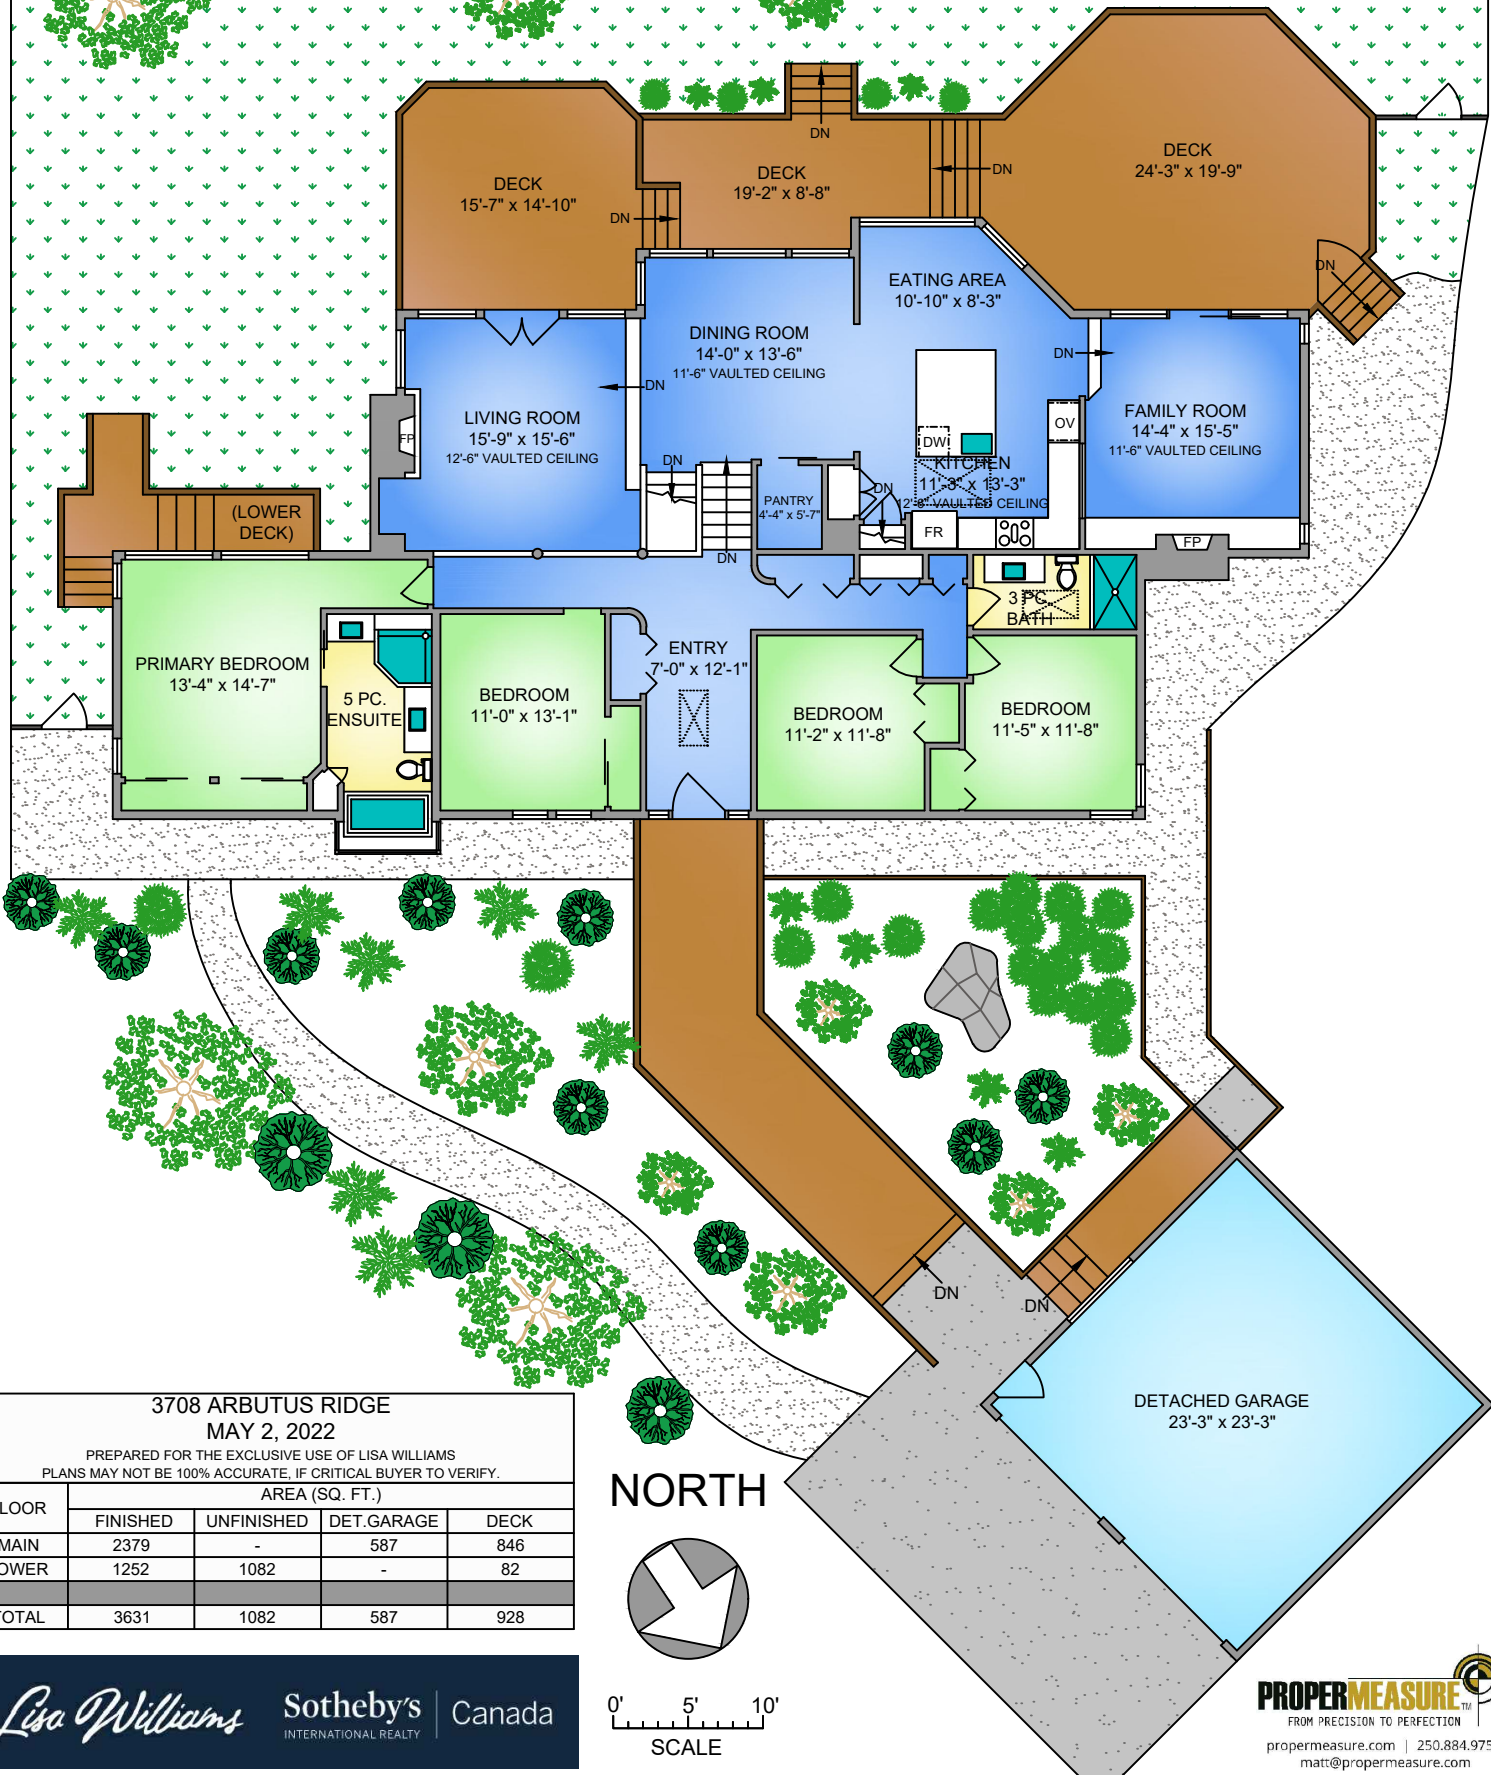 DECK
24'-3" x 19'-9"
DN
DN
DECK
19'-2" x 8'-8"
DECK
15'-7" x 14'-10"
DN
DN
EATING AREA
10'-10" x 8'-3"
DINING ROOM
14'-0" x 13'-6"
11'-6" VAULTED CEILING
DN
DN
LIVING ROOM
15'-9" x 15'-6"
12'-6" VAULTED CEILING
FP
FAMILY ROOM
14'-4" x 15'-5"
11'-6" VAULTED CEILING
OV
DW
KITCHEN
11'-3" x 13'-3"
12'-8" VAULTED CEILING
DN
DN
PANTRY
4'-4" x 5'-7"
FR
FP
DN
(LOWER
DECK)
3 PC.
BATH
ENTRY
7'-0" x 12'-1"
PRIMARY BEDROOM
13'-4" x 14'-7"
5 PC.
ENSUITE
BEDROOM
11'-0" x 13'-1"
BEDROOM
11'-2" x 11'-8"
BEDROOM
11'-5" x 11'-8"
DN
DN
DETACHED GARAGE
23'-3" x 23'-3"
3708 ARBUTUS RIDGE
MAY 2, 2022
PREPARED FOR THE EXCLUSIVE USE OF LISA WILLIAMS
PLANS MAY NOT BE 100% ACCURATE, IF CRITICAL BUYER TO VERIFY.
LOOR AREA (SQ. FT.)
FINISHED UNFINISHED DET.GARAGE DECK
MAIN 2379 - 587 846
OWER 1252 1082 - 82
TOTAL 3631 1082 587 928
NORTH
0' 5' 10'
SCALE
Lisa Williams
Sotheby's
INTERNATIONAL REALTY
Canada
PROPERMEASURE™
FROM PRECISION TO PERFECTION
propermeasure.com | 250.884.975
matt@propermeasure.com